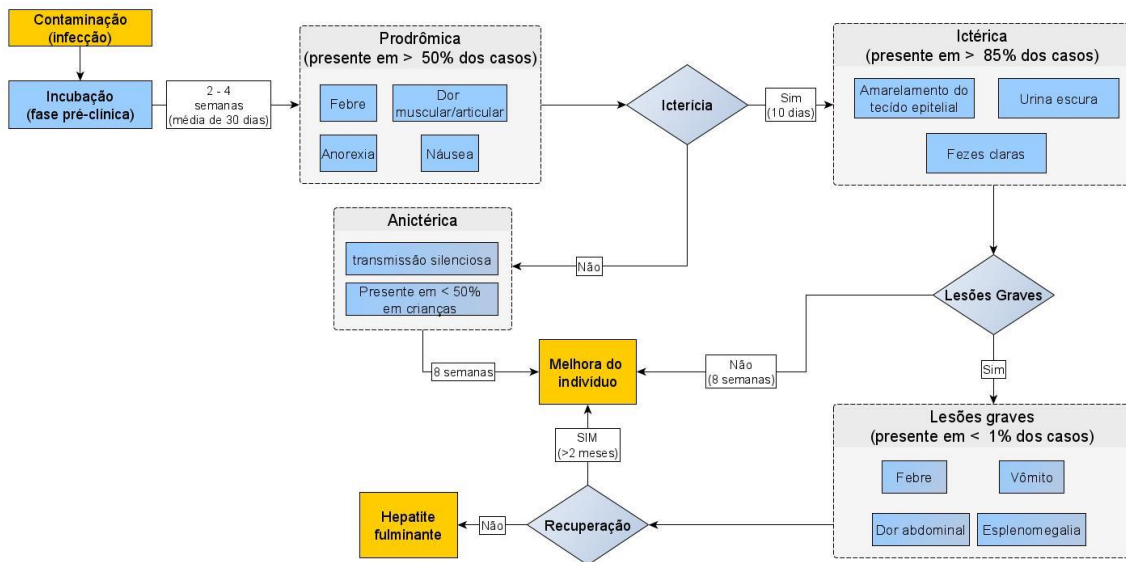 Contaminação
(infecção)
Incubação
(fase pré-clínica)
2 - 4
semanas
(média de 30 dias)
Prodrômica
(presente em > 50% dos casos)
Febre
Dor
muscular/articular
Anorexia
Náusea
Icterícia
Sim
(10 dias)
Ictérica
(presente em > 85% dos casos)
Amarelamento do
tecído epitelial
Urina escura
Fezes claras
Não
Anictérica
transmissão silenciosa
Presente em < 50%
em crianças
8 semanas
Melhora do
indivíduo
Não
(8 semanas)
Lesões Graves
Sim
Lesões graves
(presente em < 1% dos casos)
Febre
Vômito
Dor abdominal
Esplenomegalia
Recuperação
SIM
(>2 meses)
Não
Hepatite
fulminante